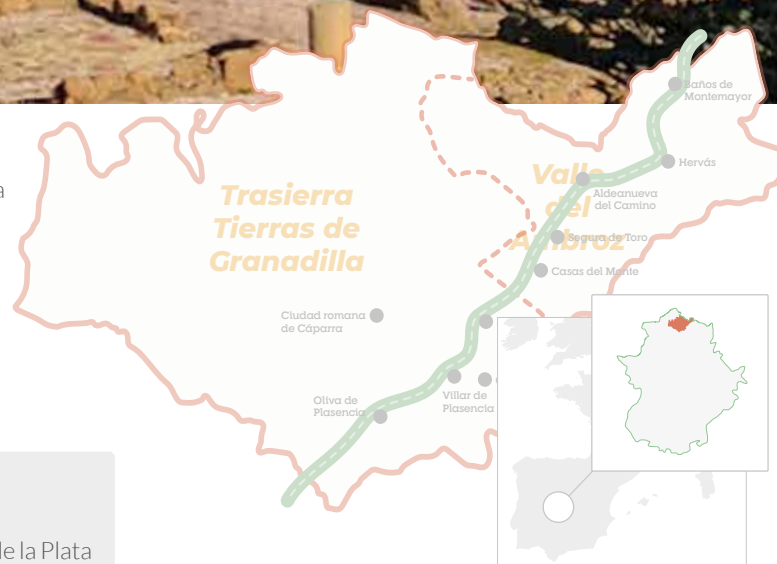 Baños de
Montemayor
Hervás
Valle
del
Ambroz
Aldeanueva
del Camino
Segura de Toro
Casas del Monte
Trasierra
Tierras de
Granadilla
Ciudad romana
de Cáparra
Oliva de
Plasencia
Villar de
Plasencia
a
de la Plata